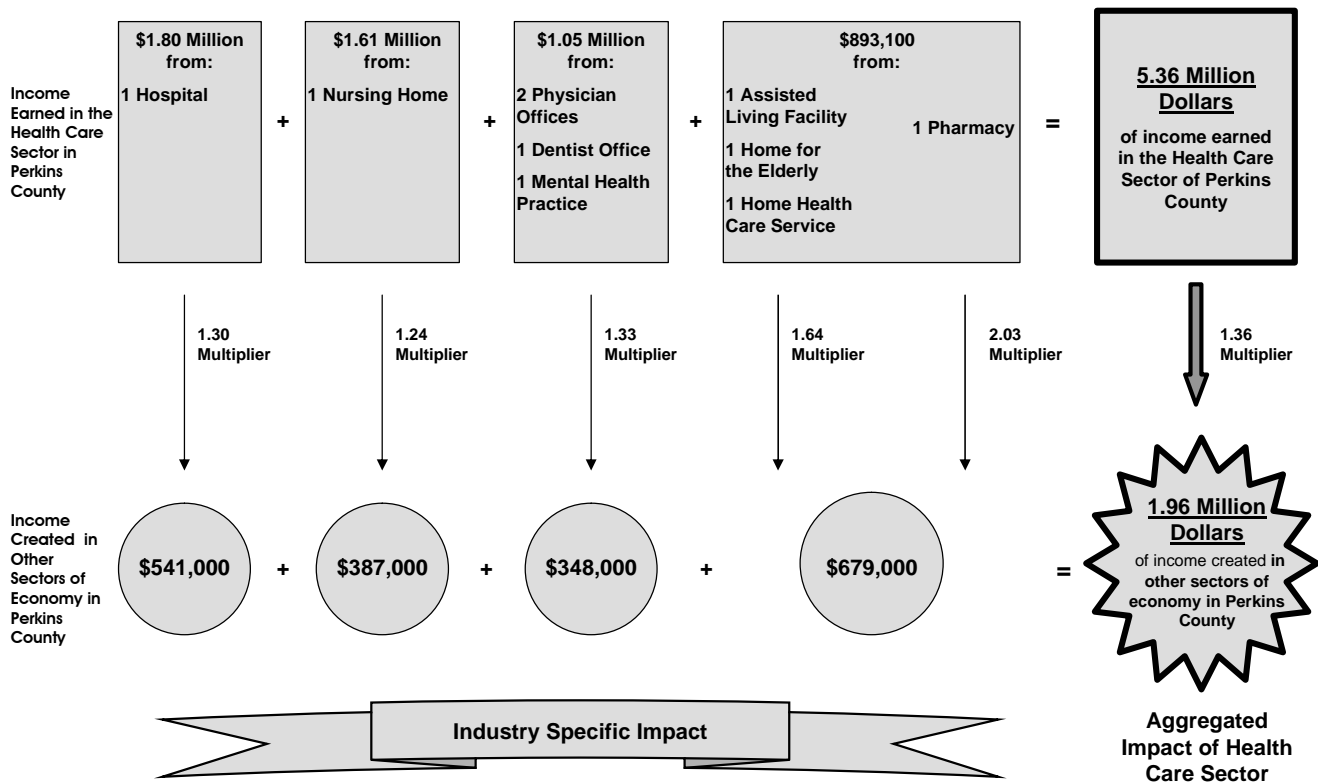 Income
Earned in the
Health Care
Sector in
Perkins
County
$1.80 Million
from:
1 Hospital
+
$1.61 Million
from:
1 Nursing Home
+
$1.05 Million
from:
2 Physician
Offices
1 Dentist Office
1 Mental Health
Practice
+
$893,100
from:
1 Assisted
Living Facility
1 Home for
the Elderly
1 Home Health
Care Service
1 Pharmacy
=
5.36 Million
Dollars
of income earned
in the Health Care
Sector of Perkins
County
1.30
Multiplier
1.24
Multiplier
1.33
Multiplier
1.64
Multiplier
2.03
Multiplier
1.36
Multiplier
Income
Created in
Other
Sectors of
Economy in
Perkins
County
$541,000
+
$387,000
+
$348,000
+
$679,000
=
1.96 Million
Dollars
of income created in
other sectors of
economy in Perkins
County
Industry Specific Impact
Aggregated
Impact of Health
Care Sector